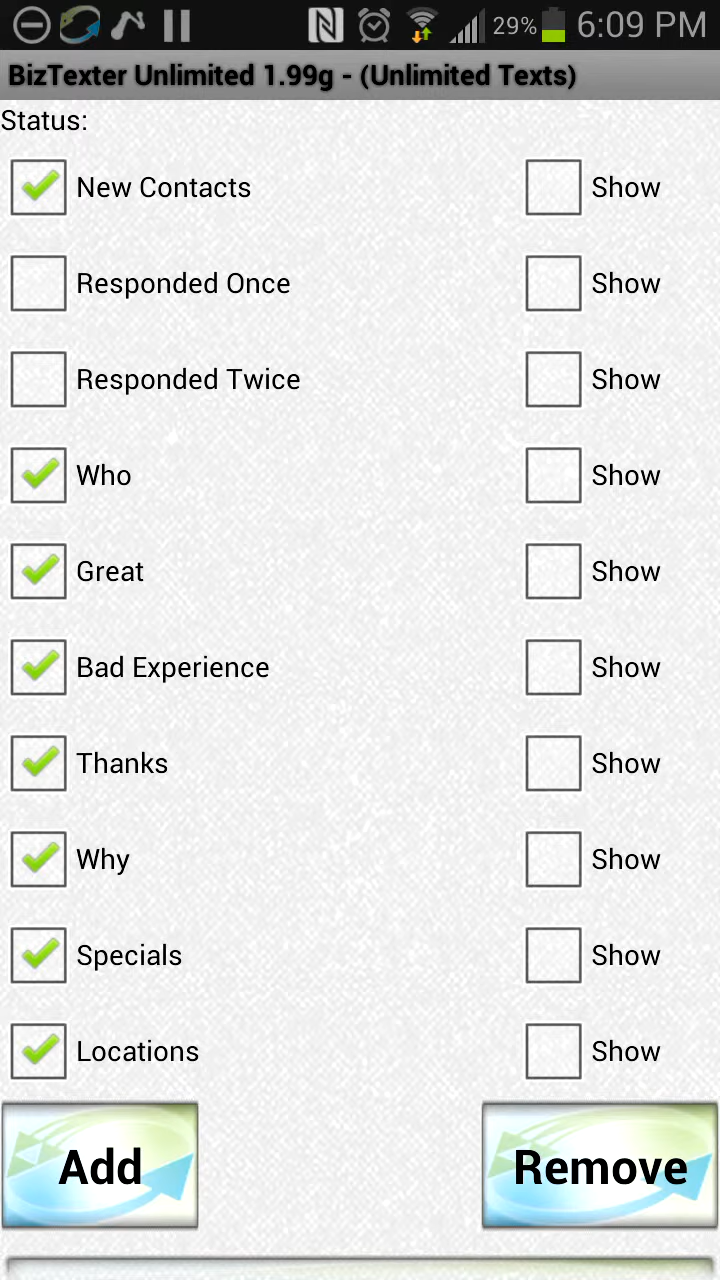 29% 6:09 PM
BizTexter Unlimited 1.99g - (Unlimited Texts)
Status:
New Contacts Show
Responded Once Show
Responded Twice Show
Who Show
Great Show
Bad Experience Show
Thanks Show
Why Show
Specials Show
Locations Show
Add Remove